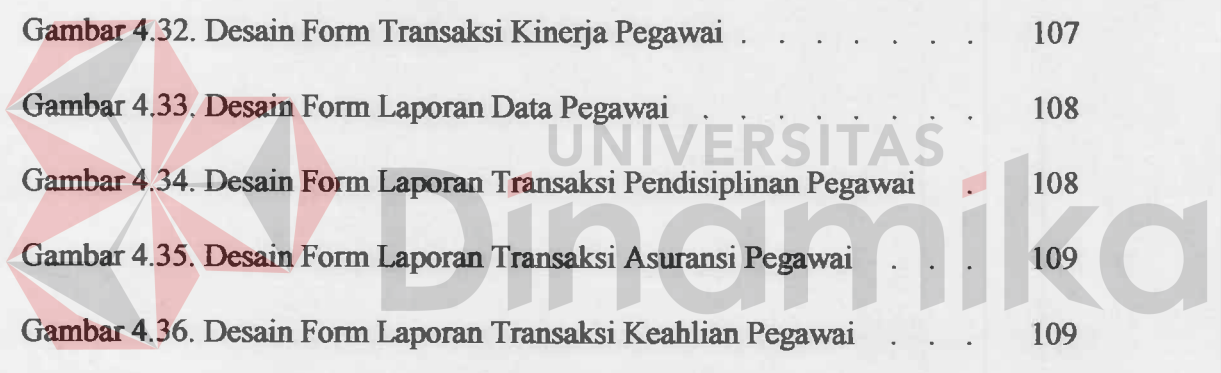 Gambar 4.32. Desain Form Transaksi Kinerja Pegawai . . . . . . . 107
Gambar 4.33. Desain Form Laporan Data Pegawai . . . . . . . . 108
UNIVERSITAS
Gambar 4.34. Desain Form Laporan Transaksi Pendisiplinan Pegawai . 108
Dinamika
Gambar 4.35. Desain Form Laporan Transaksi Asuransi Pegawai . . . 109
Gambar 4.36. Desain Form Laporan Transaksi Keahlian Pegawai . . . 109